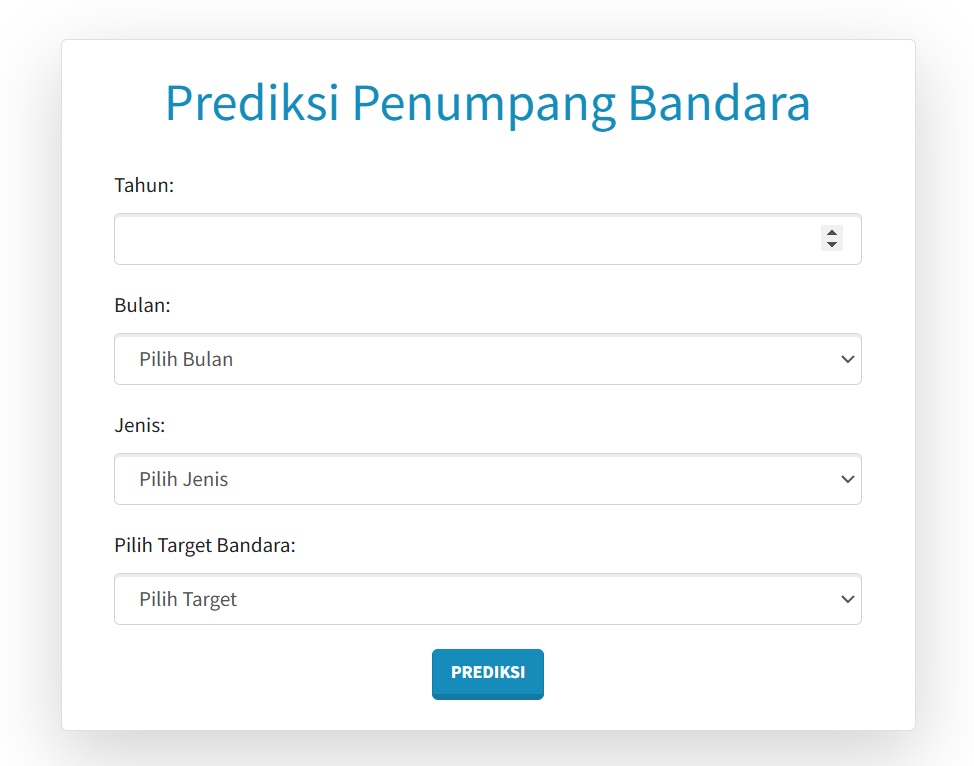 Prediksi Penumpang Bandara
Tahun:
Bulan:
Pilih Bulan
Jenis:
Pilih Jenis
Pilih Target Bandara:
Pilih Target
PREDIKSI